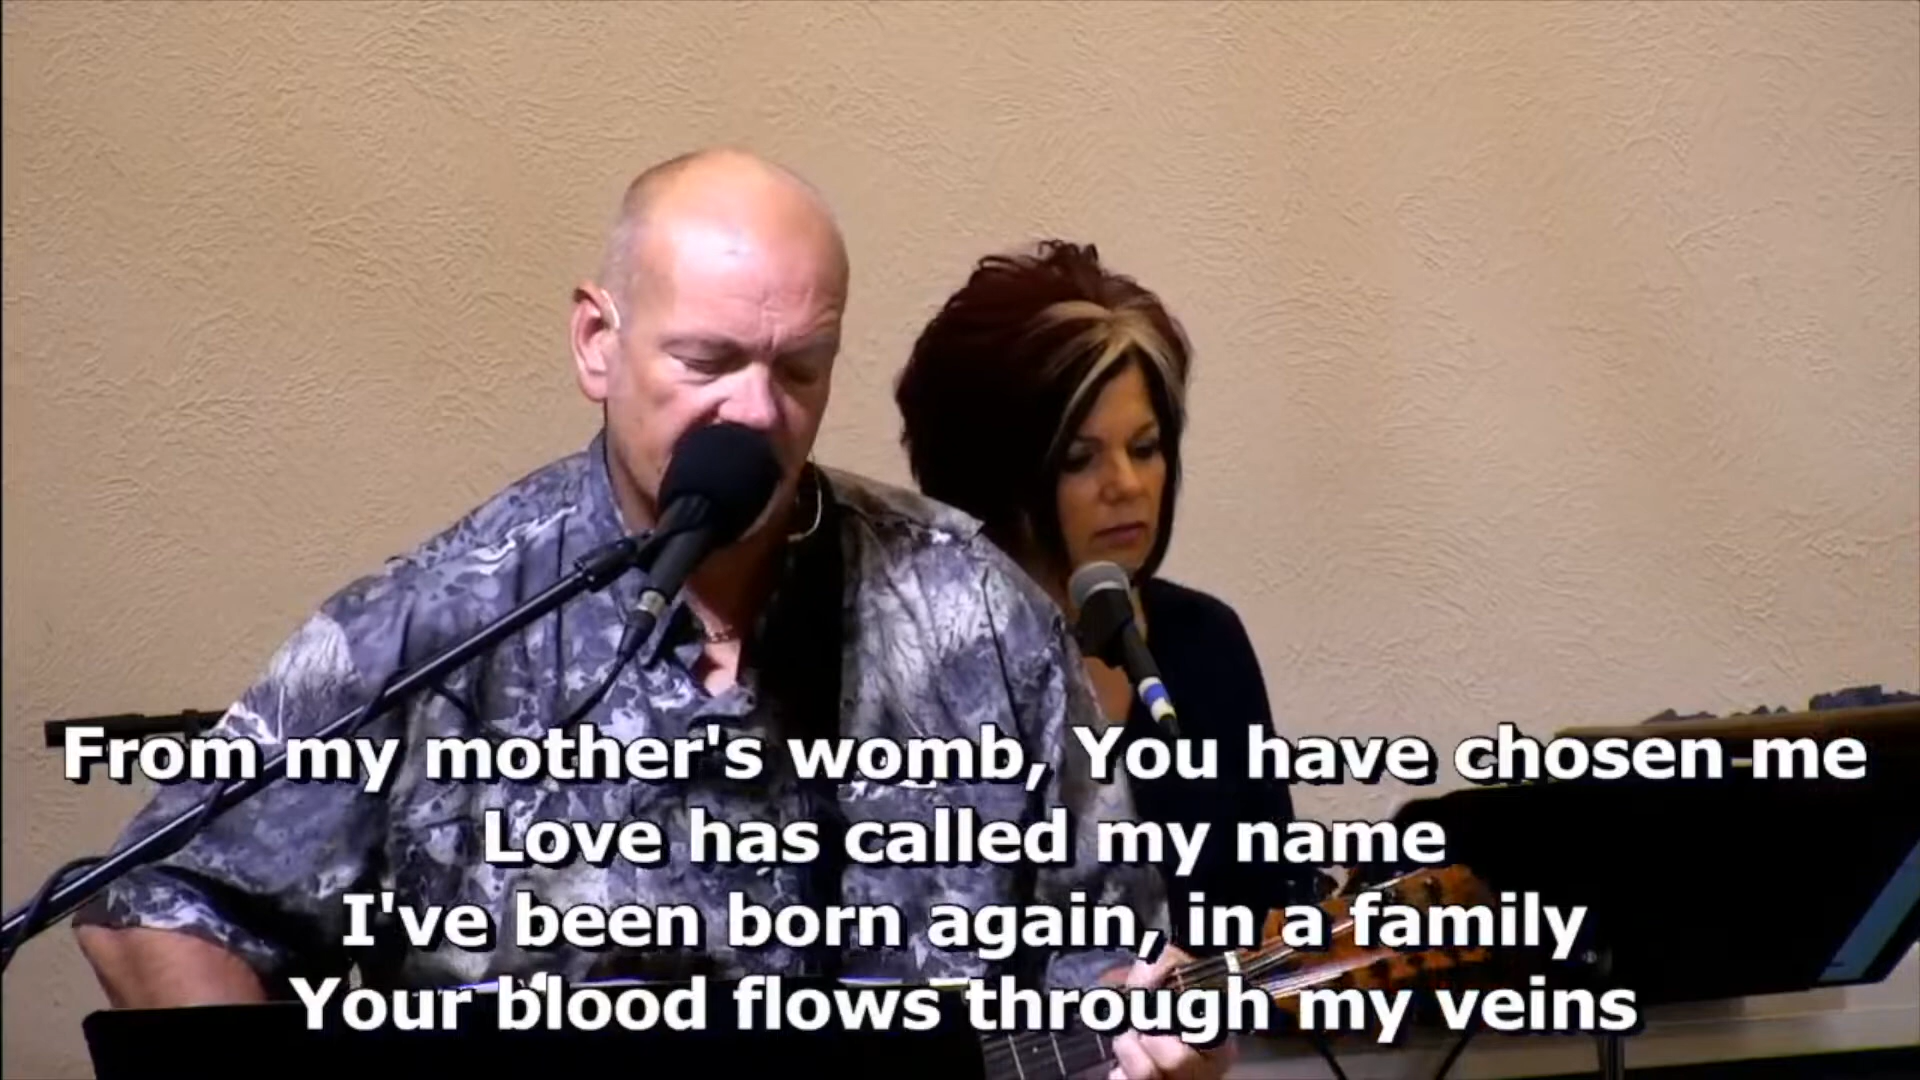 From my mother's womb, You have chosen me
Love has called my name
I've been born again, in a family
Your blood flows through my veins